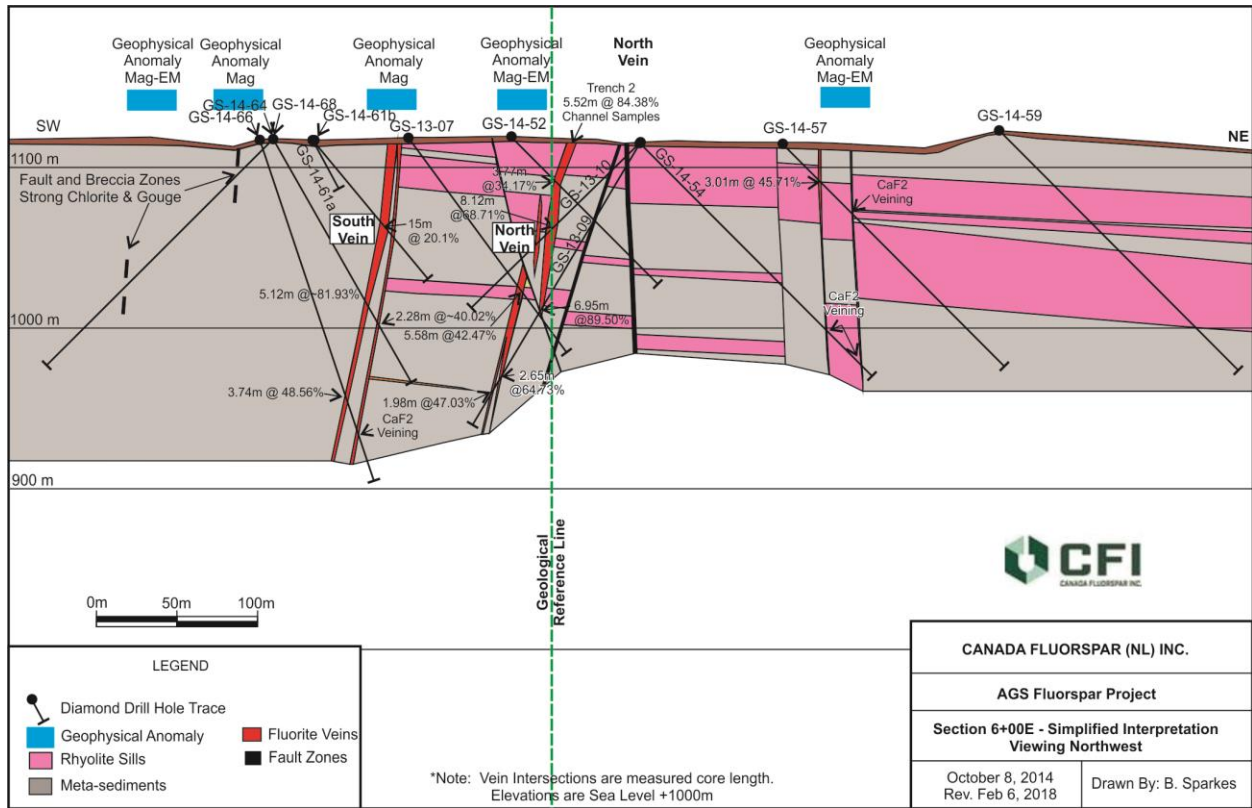 Geophysical
Anomaly
Mag-EM
Geophysical
Anomaly
Mag
Geophysical
Anomaly
Mag
Geophysical
Anomaly
Mag-EM
North
Vein
Geophysical
Anomaly
Mag-EM
Trench 2
5.52m @ 84.38%
Channel Samples
SW
GS-14-66
GS-14-64
GS-14-68
GS-14-61b
GS-13-07
GS-14-52
GS-14-57
GS-14-59
NE
1100 m
Fault and Breccia Zones
Strong Chlorite & Gouge
GS-14-61a
3.77m
@34.17%
GS-13-10
GS-14-54
3.01m @ 45.71%
CaF2
Veining
8.12m
@68.71%
South
Vein
15m
@ 20.1%
North
Vein
GS-13-09
5.12m @~81.93%
2.28m @~40.02%
5.58m @42.47%
6.95m
@89.50%
CaF2
Veining
1000 m
3.74m @ 48.56%
1.98m @47.03%
2.65m
@64.73%
CaF2
Veining
900 m
Geological
Reference Line
0m 50m 100m
CFI
CANADA FLUORSPAR INC.
LEGEND
Diamond Drill Hole Trace
Geophysical Anomaly
Fluorite Veins
Rhyolite Sills
Fault Zones
Meta-sediments
*Note: Vein Intersections are measured core length.
Elevations are Sea Level +1000m
CANADA FLUORSPAR (NL) INC.
AGS Fluorspar Project
Section 6+00E - Simplified Interpretation
Viewing Northwest
October 8, 2014
Rev. Feb 6, 2018
Drawn By: B. Sparkes